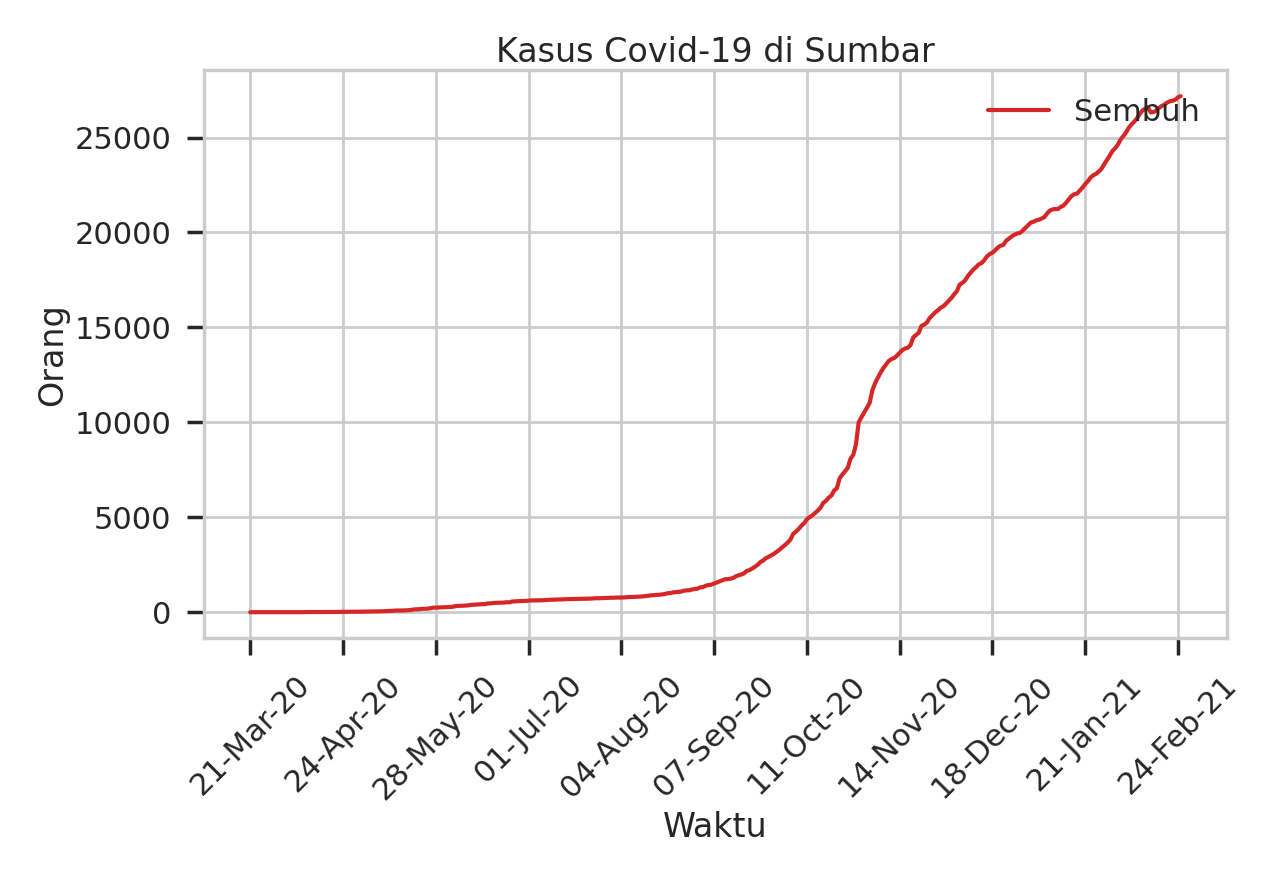 Kasus Covid-19 di Sumbar
Sembuh
25000
20000
15000
10000
5000
0
Orang
21-Mar-20
24-Apr-20
28-May-20
01-Jul-20
04-Aug-20
07-Sep-20
11-Oct-20
14-Nov-20
18-Dec-20
21-Jan-21
24-Feb-21
Waktu